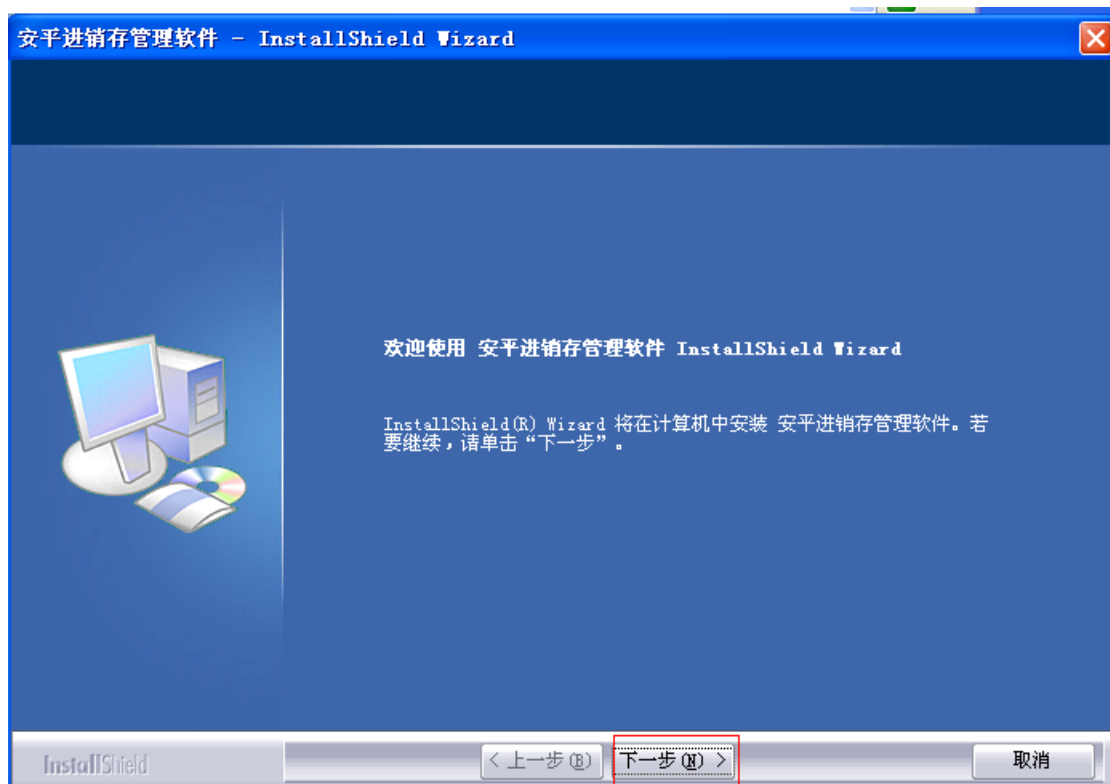 安平进销存管理软件 - InstallShield Wizard
欢迎使用 安平进销存管理软件 InstallShield Wizard
InstallShield(R) Wizard 将在计算机中安装 安平进销存管理软件。若
要继续，请单击“下一步”。
InstallShield
< 上一步(B)
下一步(N) >
取消